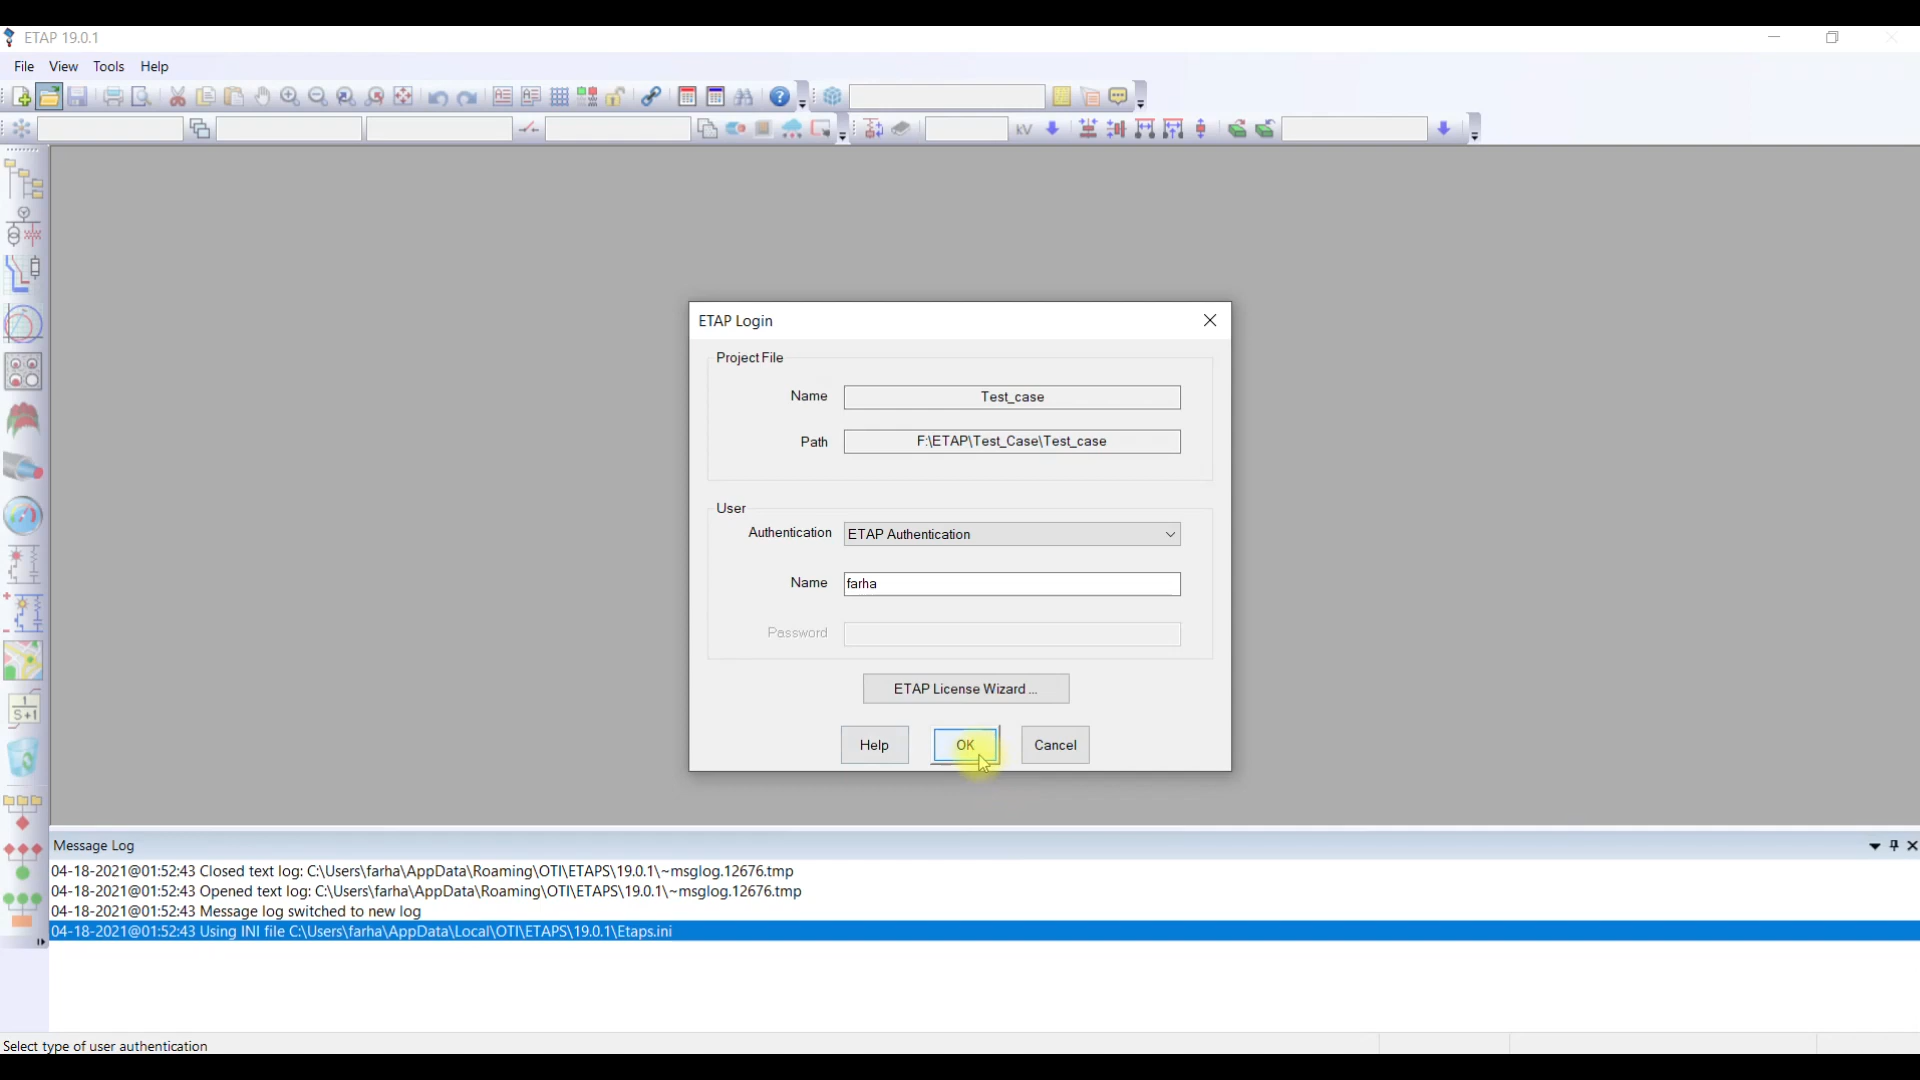 ETAP 19.0.1
File View Tools Help
kV
ETAP Login
Project File
Name Test_case
Path F:\ETAP\Test_Case\Test_case
User
Authentication ETAP Authentication
Name farha
Password
ETAP License Wizard ...
Help OK Cancel
1
S+1
Message Log
04-18-2021@01:52:43 Closed text log: C:\Users\farha\AppData\Roaming\OTI\ETAPS\19.0.1\~msglog.12676.tmp
04-18-2021@01:52:43 Opened text log: C:\Users\farha\AppData\Roaming\OTI\ETAPS\19.0.1\~msglog.12676.tmp
04-18-2021@01:52:43 Message log switched to new log
04-18-2021@01:52:43 Using INI file C:\Users\farha\AppData\Local\OTI\ETAPS\19.0.1\Etaps.ini
Select type of user authentication